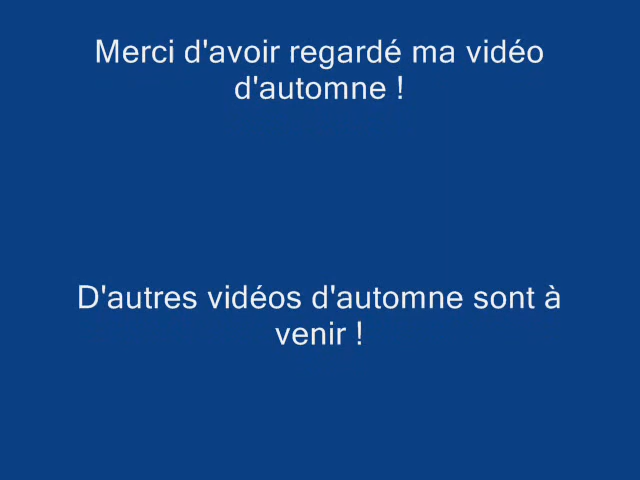 Merci d'avoir regardé ma vidéo
d'automne !
D'autres vidéos d'automne sont à
venir !